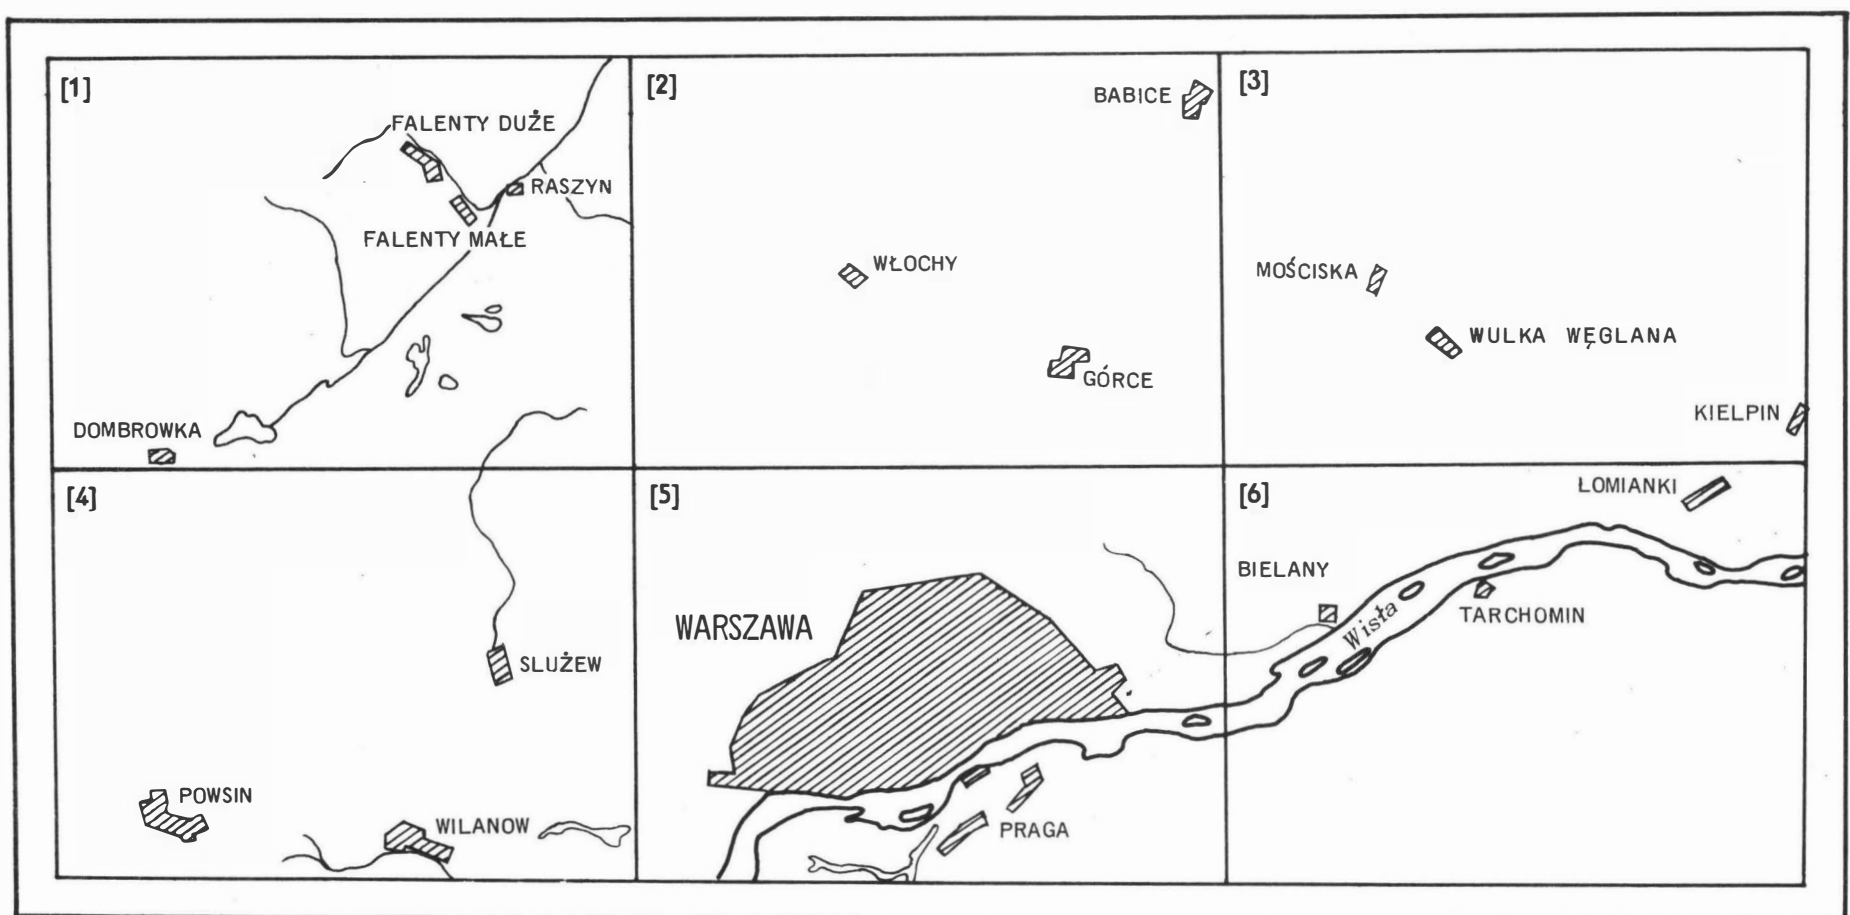 [1]
FALENTY DUŻE
RASZYN
FALENTY MAŁE
DOMBROWKA
[2]
BABICE
WŁOCHY
GÓRCE
[3]
MOŚCISKA
WULKA WĘGLANA
KIELPIN
[4]
SLUŻEW
POWSIN
WILANOW
[5]
WARSZAWA
PRAGA
[6]
ŁOMIANKI
BIELANY
Wisła
TARCHOMIN